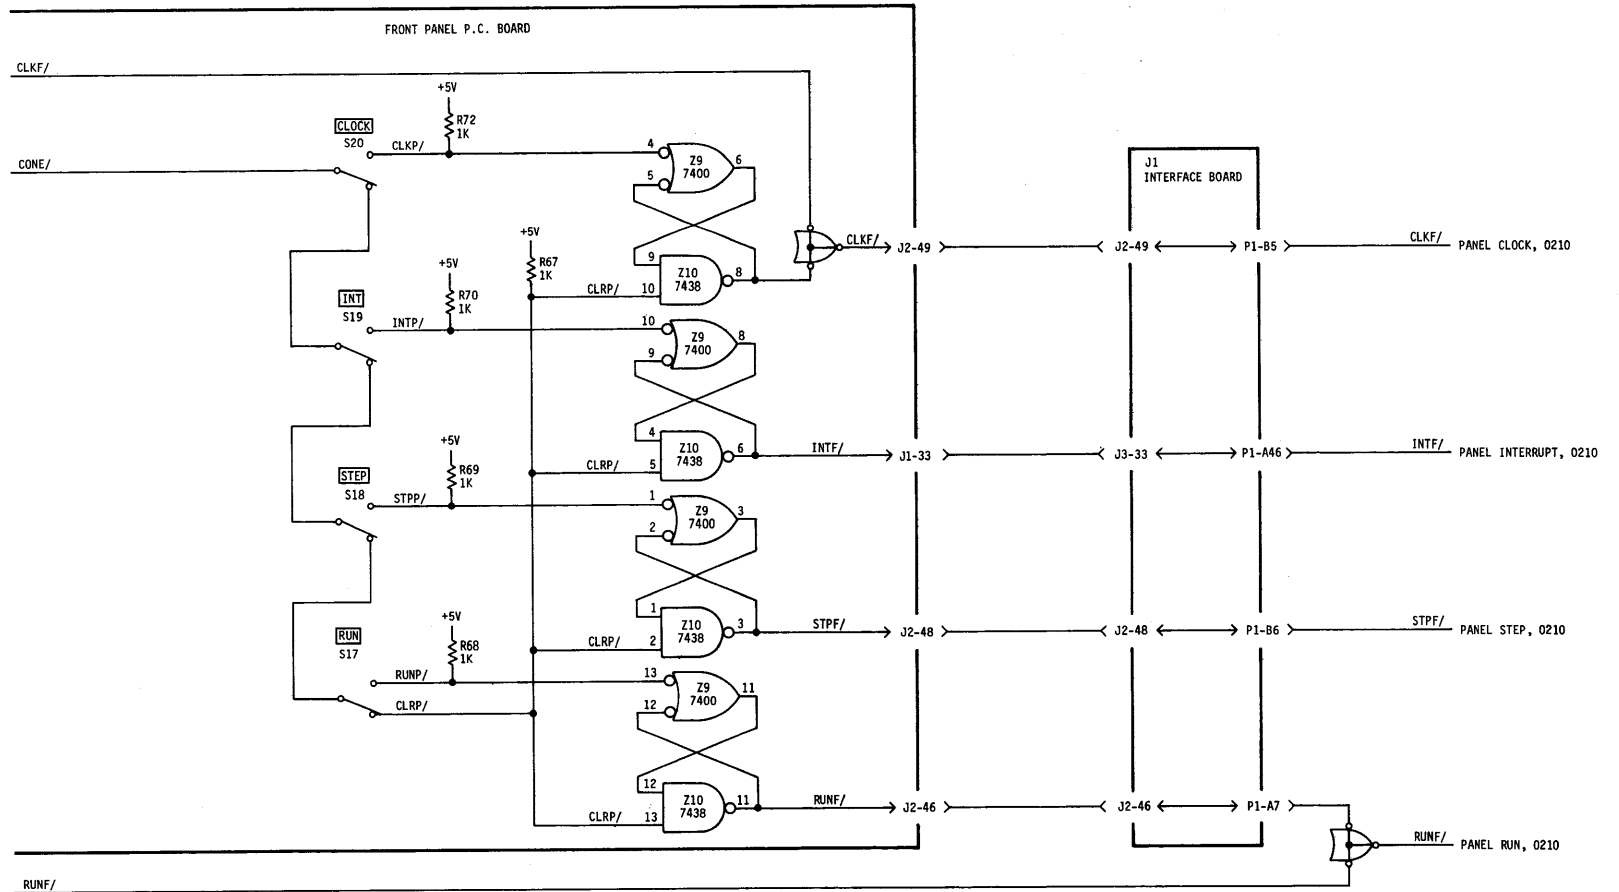 FRONT PANEL P.C. BOARD
CLKF/
+5V
R72
1K
CLOCK
S20
CLKP/
CONE/
4
5
Z9
7400
6
J1
INTERFACE BOARD
+5V
R67
1K
9
10
Z10
7438
8
CLRP/
CLKF/
J2-49
J2-49
P1-B5
CLKF/
PANEL CLOCK, 0210
+5V
R70
1K
INT
S19
INTP/
10
9
Z9
7400
8
4
5
Z10
7438
6
CLRP/
INTF/
J1-33
J3-33
P1-A46
INTF/
PANEL INTERRUPT, 0210
+5V
R69
1K
STEP
S18
STPP/
1
2
Z9
7400
3
1
2
Z10
7438
3
CLRP/
STPF/
J2-48
J2-48
P1-B6
STPF/
PANEL STEP, 0210
+5V
R68
1K
RUN
S17
RUNP/
CLRP/
13
12
Z9
7400
11
12
13
Z10
7438
11
CLRP/
RUNF/
J2-46
J2-46
P1-A7
RUNF/
PANEL RUN, 0210
RUNF/